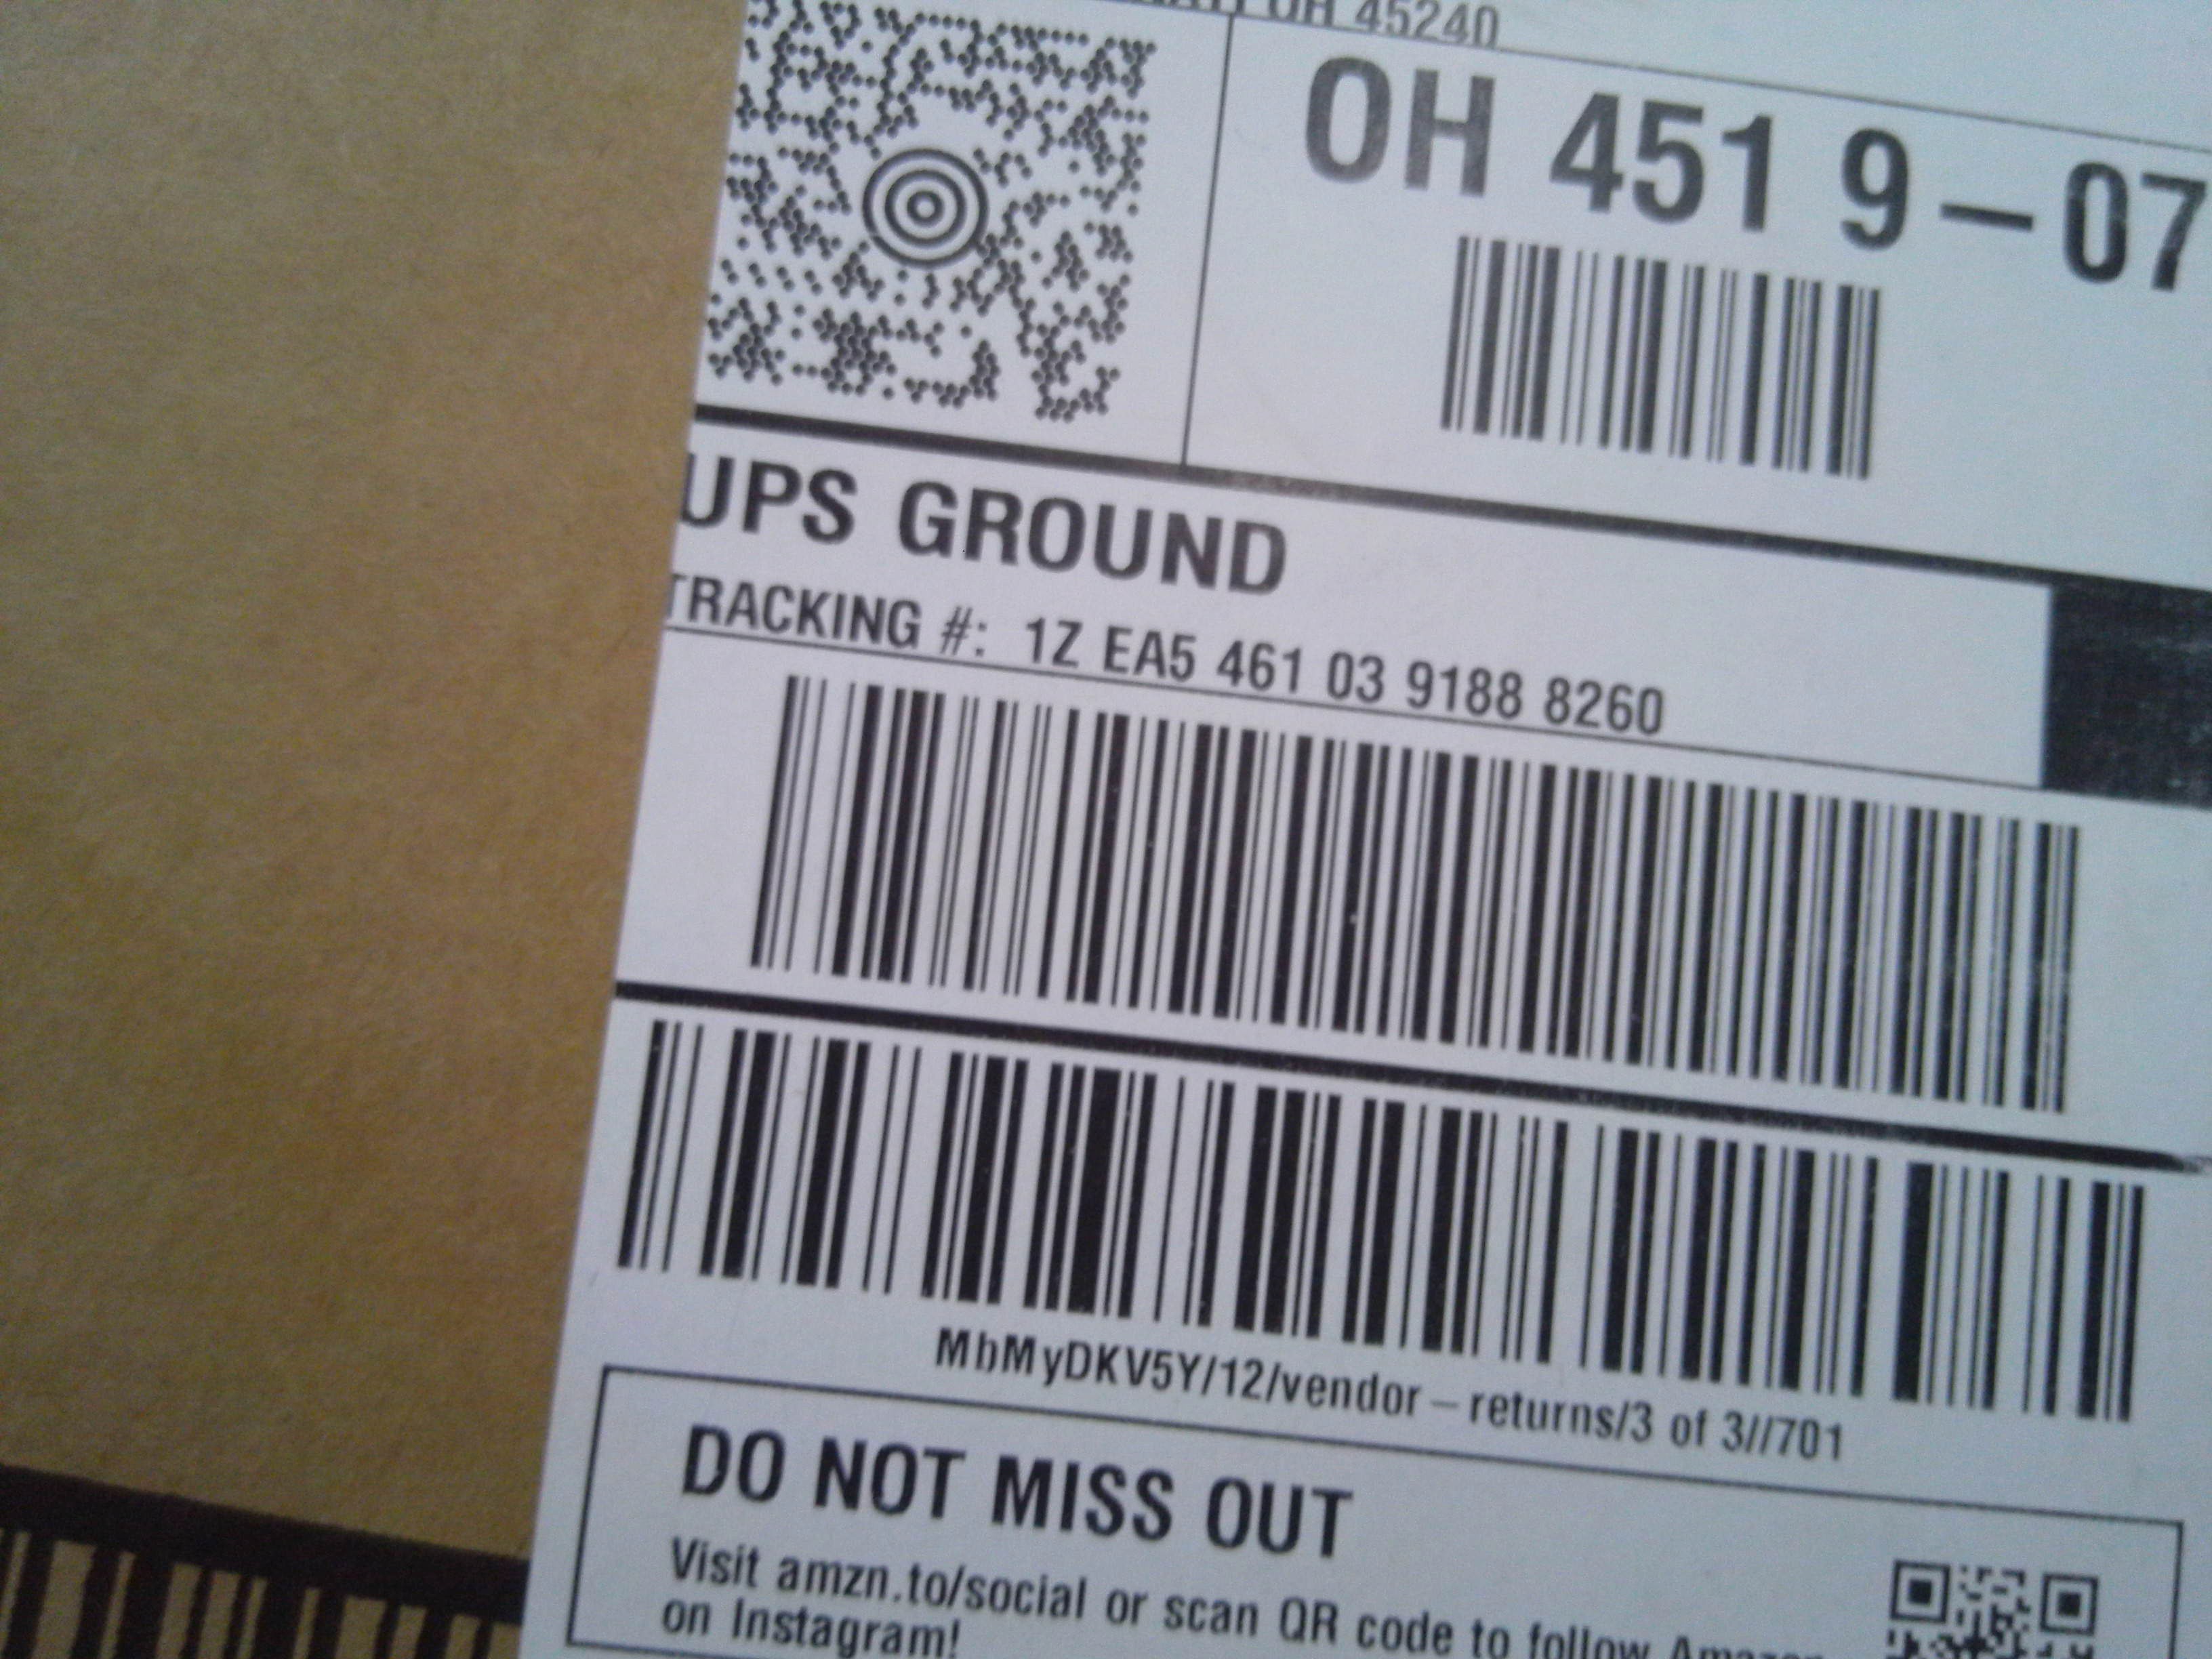 OH 45240
OH 451 9-07
UPS GROUND
TRACKING #: 1Z EA5 461 03 9188 8260
MbMyDKV5Y/12/vendor-returns/3 of 3//701
DO NOT MISS OUT
Visit amzn.to/social or scan QR code to follow Amazon
on Instagram!